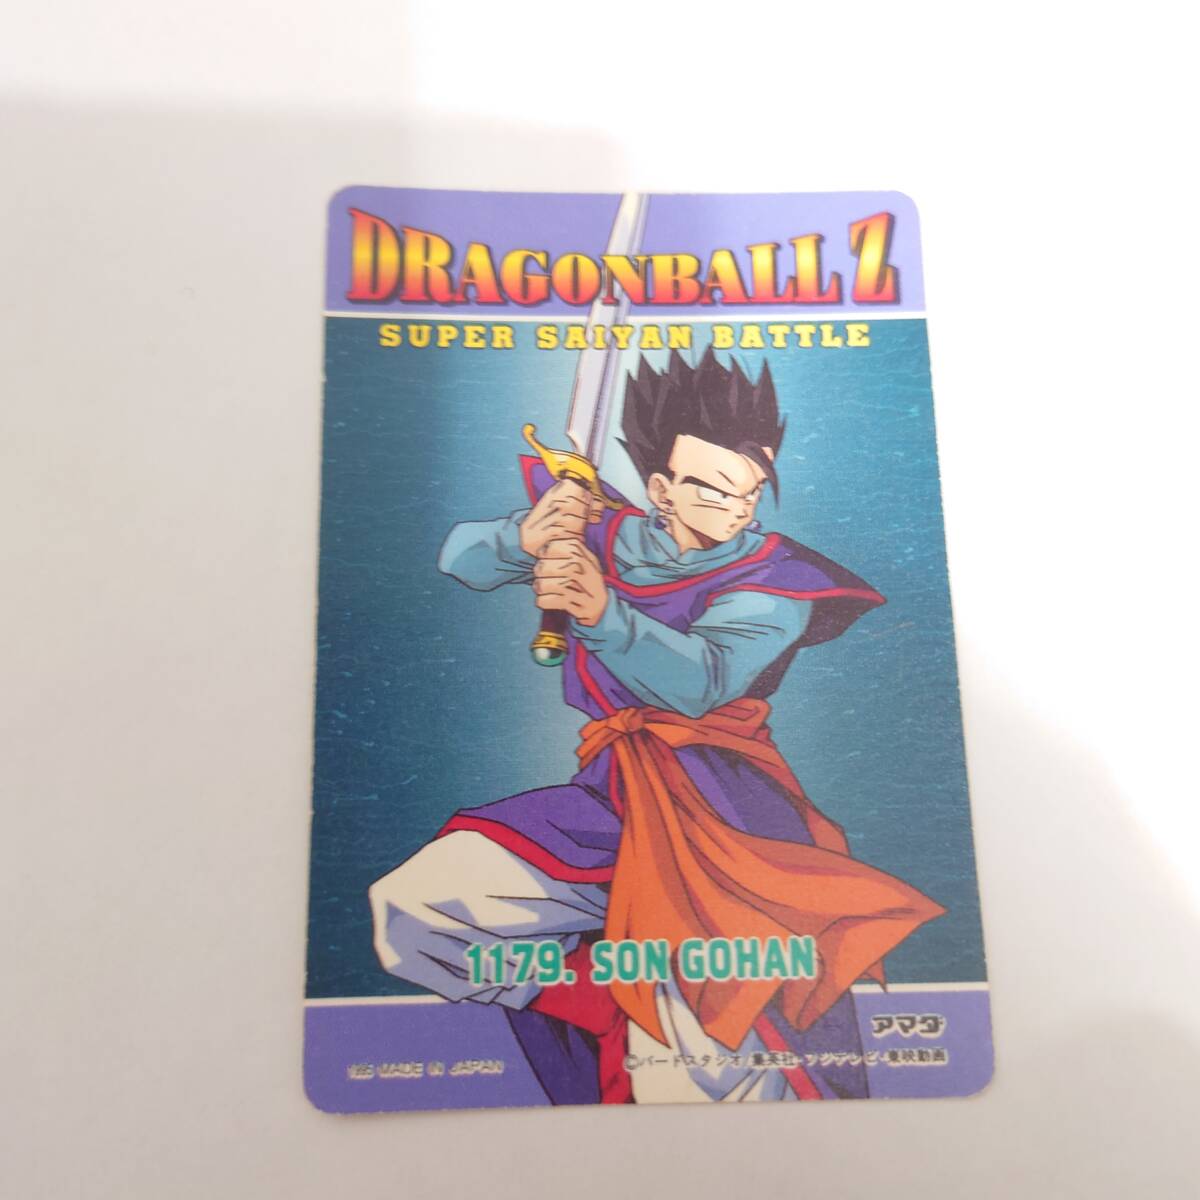 DRAGONBALL Z
SUPER SAIYAN BATTLE
1179. SON GOHAN
アマダ
1995 MADE IN JAPAN
©バードスタジオ/集英社・フジテレビ・東映動画